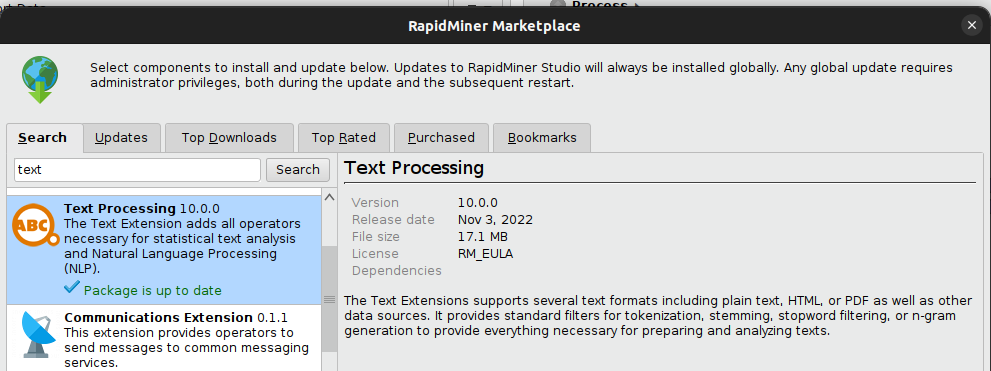 Process
RapidMiner Marketplace
Select components to install and update below. Updates to RapidMiner Studio will always be installed globally. Any global update requires
administrator privileges, both during the update and the subsequent restart.
Search
Updates
Top Downloads
Top Rated
Purchased
Bookmarks
text
Search
ABC
Text Processing 10.0.0
The Text Extension adds all operators
necessary for statistical text analysis
and Natural Language Processing
(NLP).
Package is up to date
Communications Extension 0.1.1
This extension provides operators to
send messages to common messaging
services.
Text Processing
Version 10.0.0
Release date Nov 3, 2022
File size 17.1 MB
License RM_EULA
Dependencies
The Text Extensions supports several text formats including plain text, HTML, or PDF as well as other
data sources. It provides standard filters for tokenization, stemming, stopword filtering, or n-gram
generation to provide everything necessary for preparing and analyzing texts.